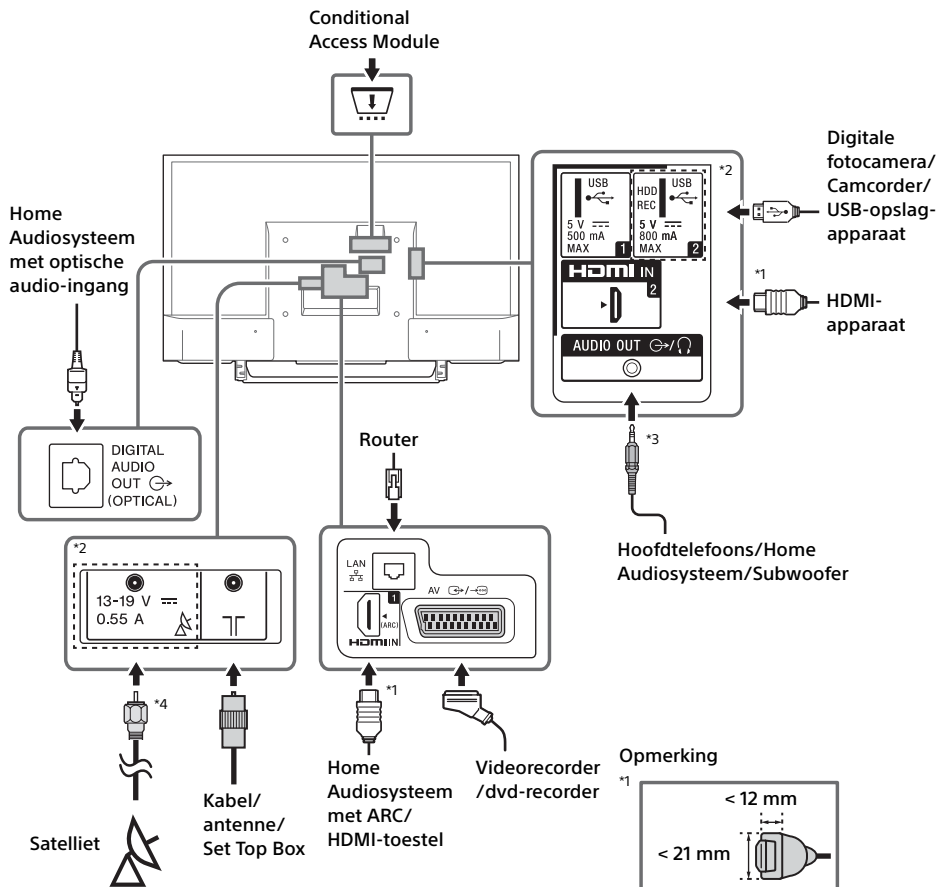 Conditional
Access Module
Home
Audiosysteem
met optische
audio-ingang
DIGITAL
AUDIO
OUT
(OPTICAL)
*2
USB
5 V
500 mA
MAX
1
HDD
REC
USB
5 V
800 mA
MAX
2
HDMI IN
2
AUDIO OUT
Digitale
fotocamera/
Camcorder/
USB-opslag-
apparaat
*1
HDMI-
apparaat
*3
Hoofdtelefoons/Home
Audiosysteem/Subwoofer
Router
LAN
1
(ARC)
HDMI IN
AV
*2
13-19 V
0.55 A
*4
Satelliet
Kabel/
antenne/
Set Top Box
*1
Home
Audiosysteem
met ARC/
HDMI-toestel
Videorecorder
/dvd-recorder
Opmerking
*1
< 12 mm
< 21 mm